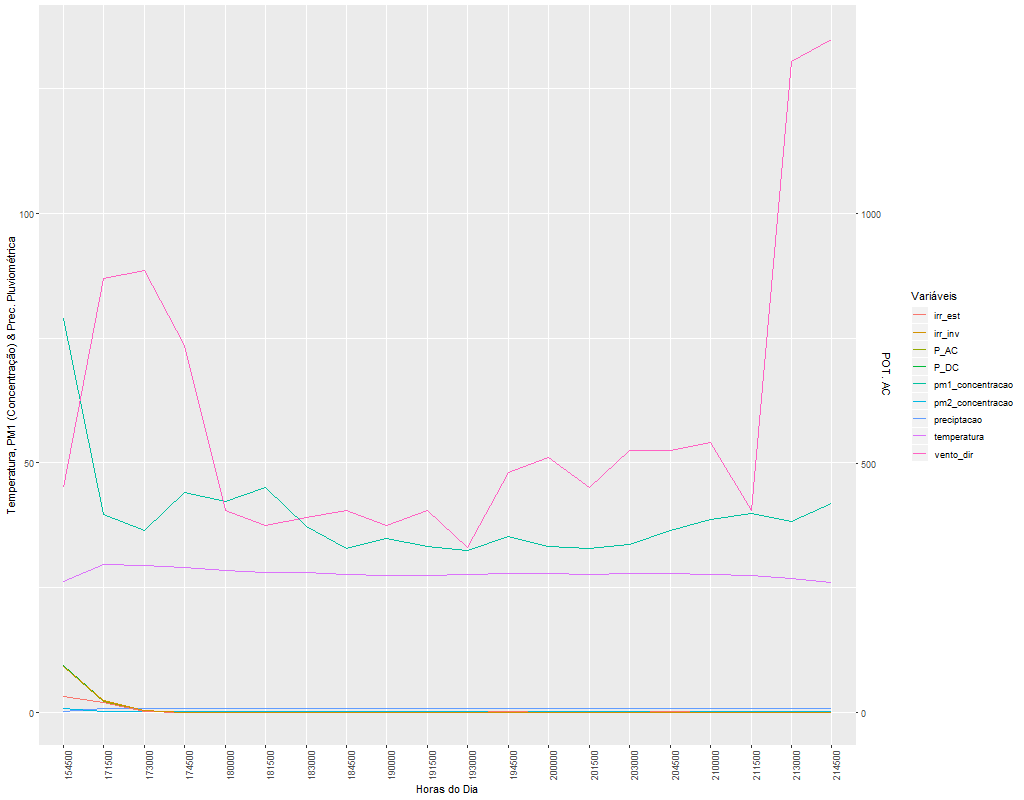 Temperatura, PM1 (Concentração) & Prec. Pluviométrica
100
50
0
1000
500
0
POT_AC
154500
171500
173000
174500
180000
181500
183000
184500
190000
191500
193000
194500
200000
201500
203000
204500
210000
211500
213000
214500
Horas do Dia
Variáveis
irr_est
irr_inv
P_AC
P_DC
pm1_concentracao
pm2_concentracao
preciptacao
temperatura
vento_dir